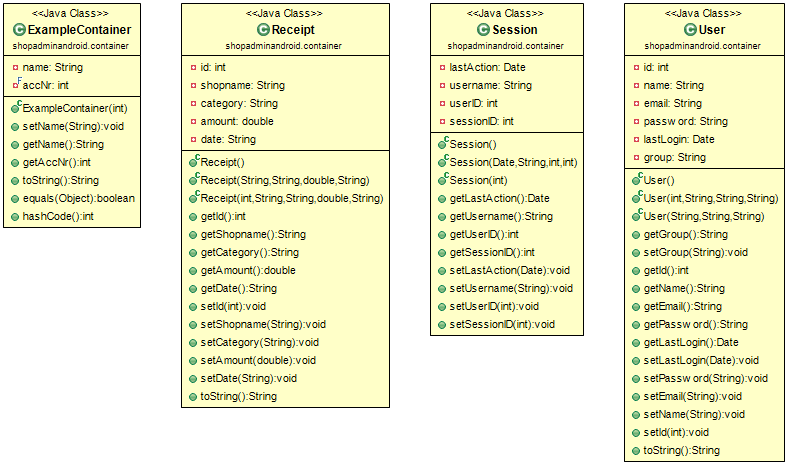 <<Java Class>>
ExampleContainer
shopadminandroid.container
name: String
accNr: int
ExampleContainer(int)
setName(String):void
getName():String
getAccNr():int
toString():String
equals(Object):boolean
hashCode():int
<<Java Class>>
Receipt
shopadminandroid.container
id: int
shopname: String
category: String
amount: double
date: String
Receipt()
Receipt(String,String,double,String)
Receipt(int,String,String,double,String)
getId():int
getShopname():String
getCategory():String
getAmount():double
getDate():String
setId(int):void
setShopname(String):void
setCategory(String):void
setAmount(double):void
setDate(String):void
toString():String
<<Java Class>>
Session
shopadminandroid.container
lastAction: Date
username: String
userID: int
sessionID: int
Session()
Session(Date,String,int,int)
Session(int)
getLastAction():Date
getUsername():String
getUserID():int
getSessionID():int
setLastAction(Date):void
setUsername(String):void
setUserID(int):void
setSessionID(int):void
<<Java Class>>
User
shopadminandroid.container
id: int
name: String
email: String
password: String
lastLogin: Date
group: String
User()
User(int,String,String,String)
User(String,String,String)
getGroup():String
setGroup(String):void
getId():int
getName():String
getEmail():String
getPassword():String
getLastLogin():Date
setLastLogin(Date):void
setPassword(String):void
setEmail(String):void
setName(String):void
setId(int):void
toString():String